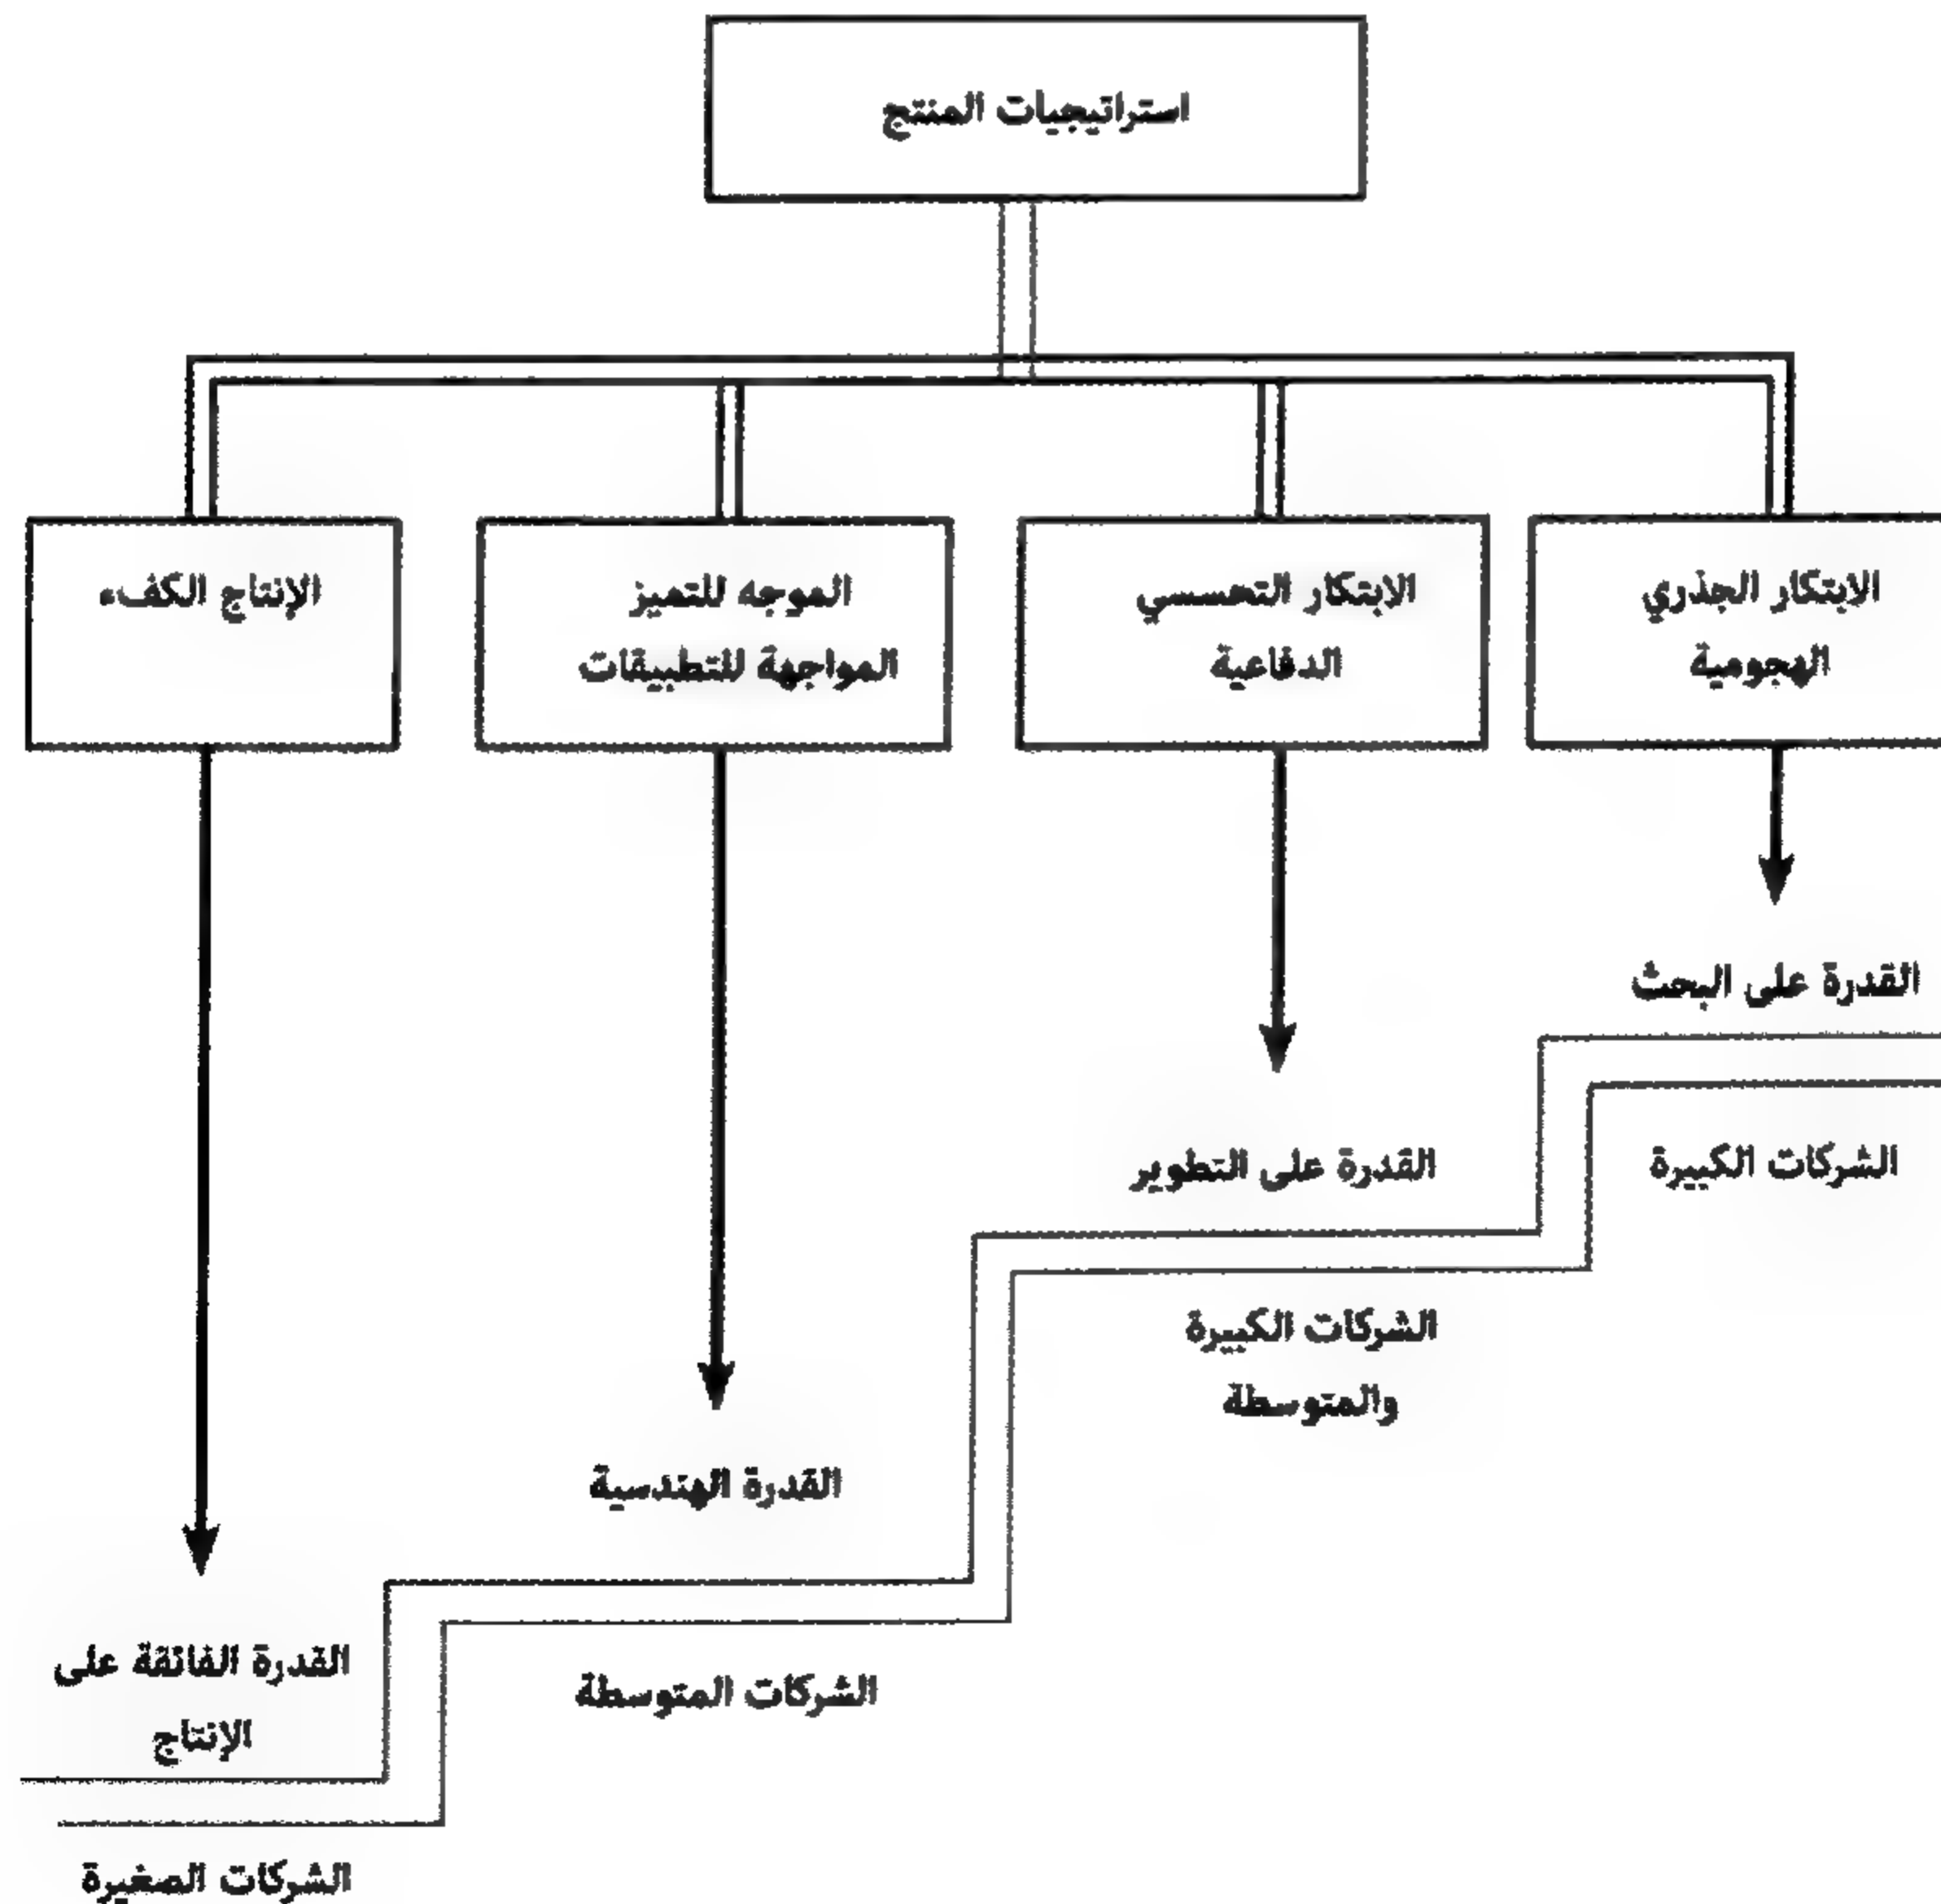 استراتيجيات المنتج
الابتكار الجذري
الهجومية
الابتكار التحسسي
الدفاعية
الموجه للتميز
المواجهة للتطبيقات
الإنتاج الكفء
القدرة على البحث
الشركات الكبيرة
القدرة على التطوير
الشركات الكبيرة
والمتوسطة
القدرة الهندسية
الشركات المتوسطة
القدرة الفائقة على
الإنتاج
الشركات الصغيرة